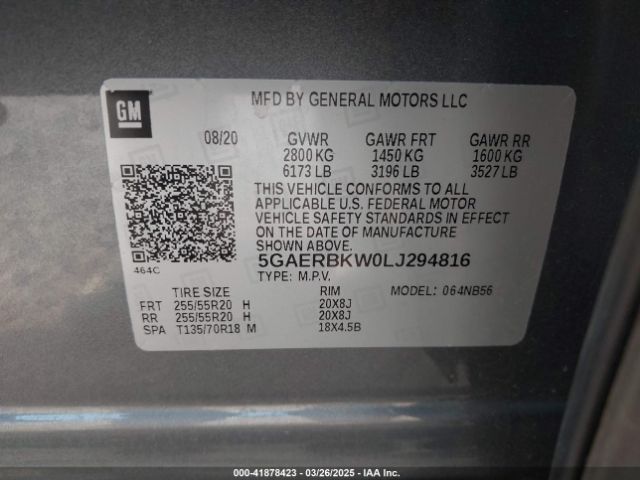 GM
MFD BY GENERAL MOTORS LLC
08/20 GVWR GAWR FRT GAWR RR
2800 KG 1450 KG 1600 KG
6173 LB 3196 LB 3527 LB
THIS VEHICLE CONFORMS TO ALL
APPLICABLE U.S. FEDERAL MOTOR
VEHICLE SAFETY STANDARDS IN EFFECT
ON THE DATE OF MANUFACTURE
SHOWN ABOVE.
464C
5GAERBKW0LJ294816
TYPE: M.P.V.
TIRE SIZE RIM MODEL: 064NB56
FRT 255/55R20 H 20X8J
RR 255/55R20 H 20X8J
SPA T135/70R18 M 18X4.5B
000-41878423 - 03/26/2025 - IAA Inc.